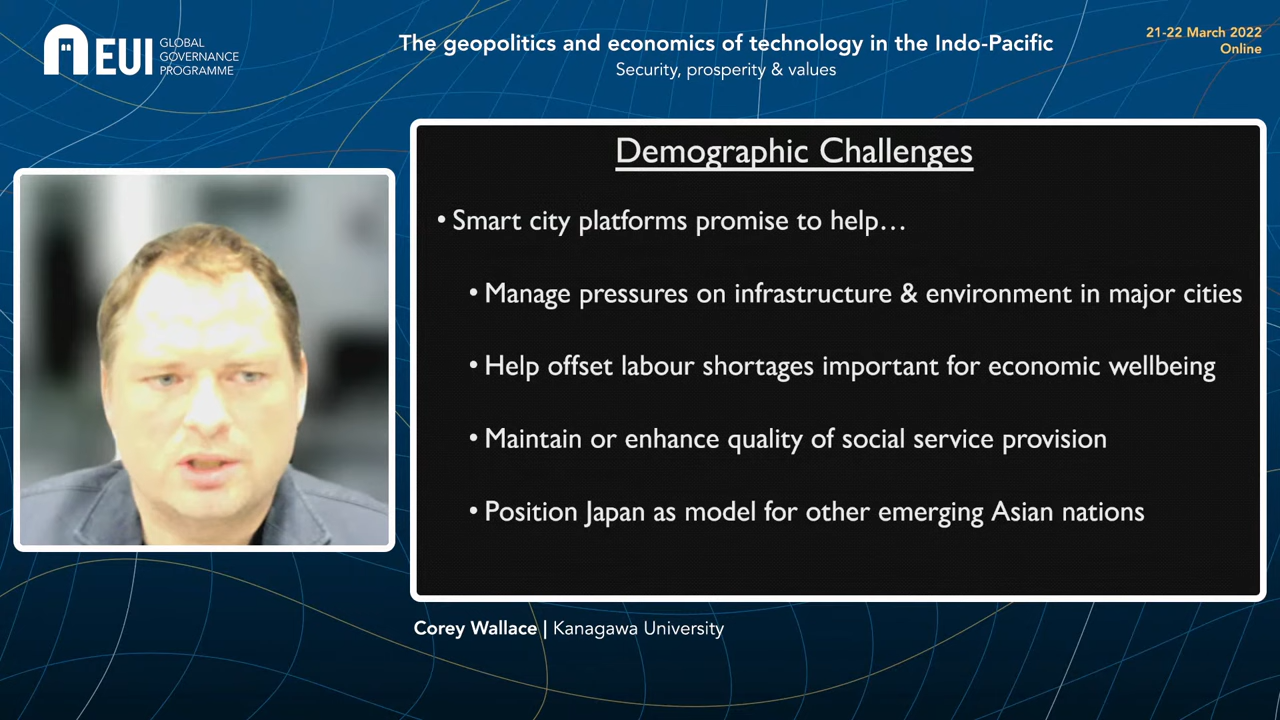 EUI
GLOBAL
GOVERNANCE
PROGRAMME
The geopolitics and economics of technology in the Indo-Pacific
Security, prosperity & values
21-22 March 2022
Online
Demographic Challenges
• Smart city platforms promise to help…
• Manage pressures on infrastructure & environment in major cities
• Help offset labour shortages important for economic wellbeing
• Maintain or enhance quality of social service provision
• Position Japan as model for other emerging Asian nations
Corey Wallace | Kanagawa University